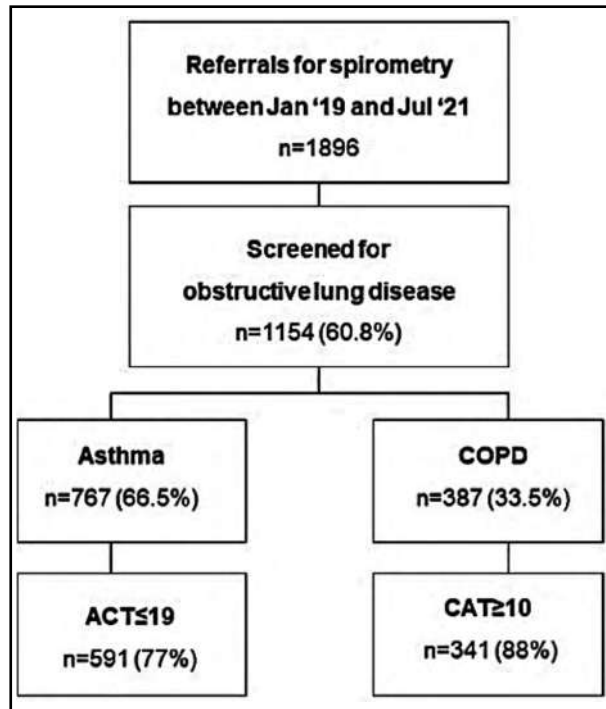 Referrals for spirometry
between Jan ‘19 and Jul ‘21
n=1896
Screened for
obstructive lung disease
n=1154 (60.8%)
Asthma
n=767 (66.5%)
COPD
n=387 (33.5%)
ACT≤19
n=591 (77%)
CAT≥10
n=341 (88%)